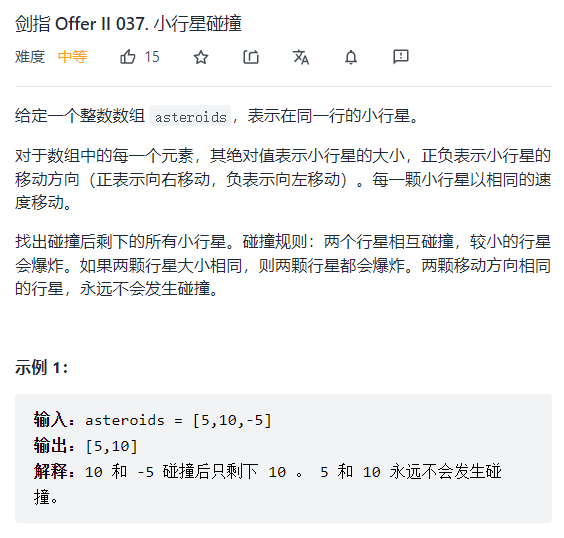 剑指 Offer II 037. 小行星碰撞
难度 中等 15
给定一个整数数组 asteroids，表示在同一行的小行星。
对于数组中的每一个元素，其绝对值表示小行星的大小，正负表示小行星的
移动方向（正表示向右移动，负表示向左移动）。每一颗小行星以相同的速
度移动。
找出碰撞后剩下的所有小行星。碰撞规则：两个行星相互碰撞，较小的行星
会爆炸。如果两颗行星大小相同，则两颗行星都会爆炸。两颗移动方向相同
的行星，永远不会发生碰撞。
示例 1：
输入：asteroids = [5,10,-5]
输出：[5,10]
解释：10 和 -5 碰撞后只剩下 10 。 5 和 10 永远不会发生碰
撞。